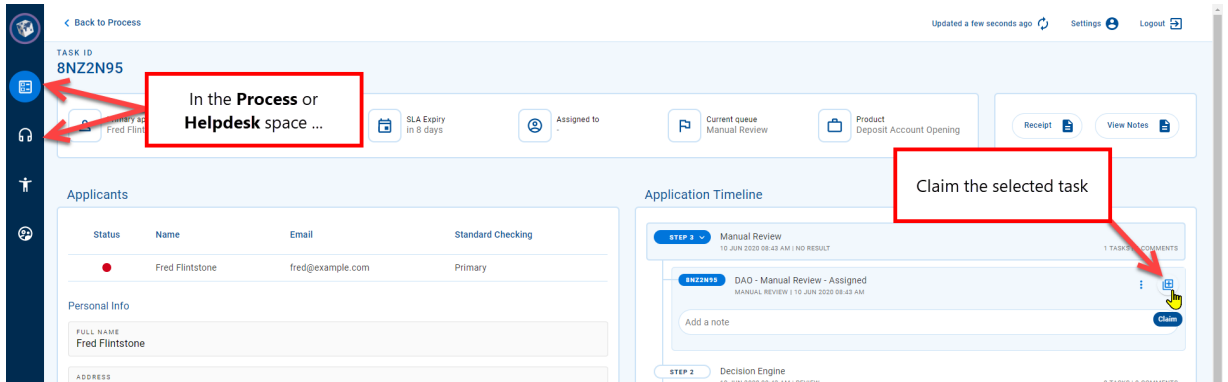 Back to Process
Updated a few seconds ago
Settings
Logout
TASK ID
8NZ2N95
In the Process or
Helpdesk space ...
Primary
Fred Flint
SLA Expiry
in 8 days
Assigned to
-
Current queue
Manual Review
Product
Deposit Account Opening
Receipt
View Notes
Claim the selected task
Applicants
Status Name Email Standard Checking
Fred Flintstone fred@example.com Primary
Personal Info
FULL NAME
Fred Flintstone
ADDRESS
Application Timeline
STEP 3
Manual Review
10 JUN 2020 08:43 AM | NO RESULT
1 TASKS COMMENTS
8NZ2N95
DAO - Manual Review - Assigned
MANUAL REVIEW | 10 JUN 2020 08:43 AM
Add a note
Claim
STEP 2
Decision Engine